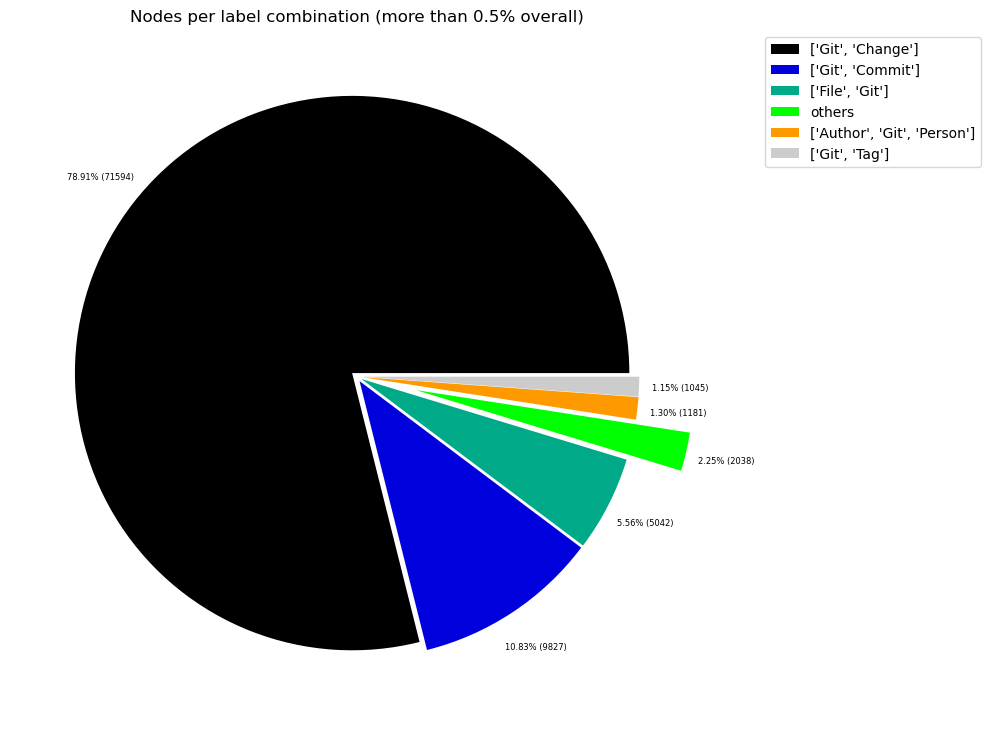 Nodes per label combination (more than 0.5% overall)
['Git', 'Change']
['Git', 'Commit']
['File', 'Git']
others
['Author', 'Git', 'Person']
['Git', 'Tag']
78.91% (71594)
1.15% (1045)
1.30% (1181)
2.25% (2038)
5.56% (5042)
10.83% (9827)